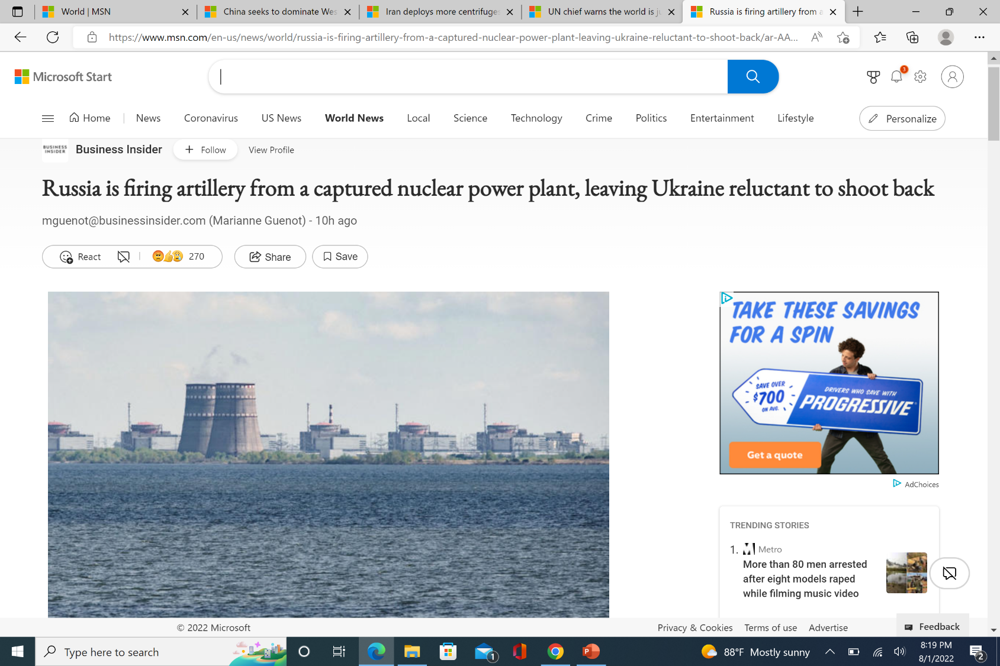 World | MSN
China seeks to dominate Wes
Iran deploys more centrifuges
UN chief warns the world is ju
Russia is firing artillery from a
https://www.msn.com/en-us/news/world/russia-is-firing-artillery-from-a-captured-nuclear-power-plant-leaving-ukraine-reluctant-to-shoot-back/ar-AA...
Microsoft Start
3
Home
News
Coronavirus
US News
World News
Local
Science
Technology
Crime
Politics
Entertainment
Lifestyle
Personalize
BUSINESS
INSIDER
Business Insider
Follow
View Profile
Russia is firing artillery from a captured nuclear power plant, leaving Ukraine reluctant to shoot back
mguenot@businessinsider.com (Marianne Guenot) - 10h ago
React
270
Share
Save
TAKE THESE SAVINGS
FOR A SPIN
SAVE OVER
$700
ON AVG.
DRIVERS WHO SAVE WITH
PROGRESSIVE
Get a quote
AdChoices
TRENDING STORIES
1. M Metro
More than 80 men arrested
after eight models raped
while filming music video
© 2022 Microsoft
Privacy & Cookies
Terms of use
Advertise
Feedback
Type here to search
1
P
88°F Mostly sunny
8:19 PM
8/1/2022
2